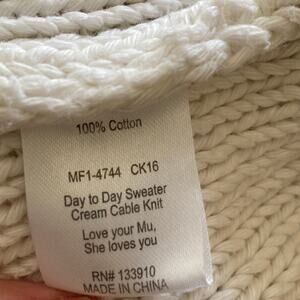 100% Cotton
MF1-4744 CK16
Day to Day Sweater
Cream Cable Knit
Love your Mu,
She loves you
RN# 133910
MADE IN CHINA